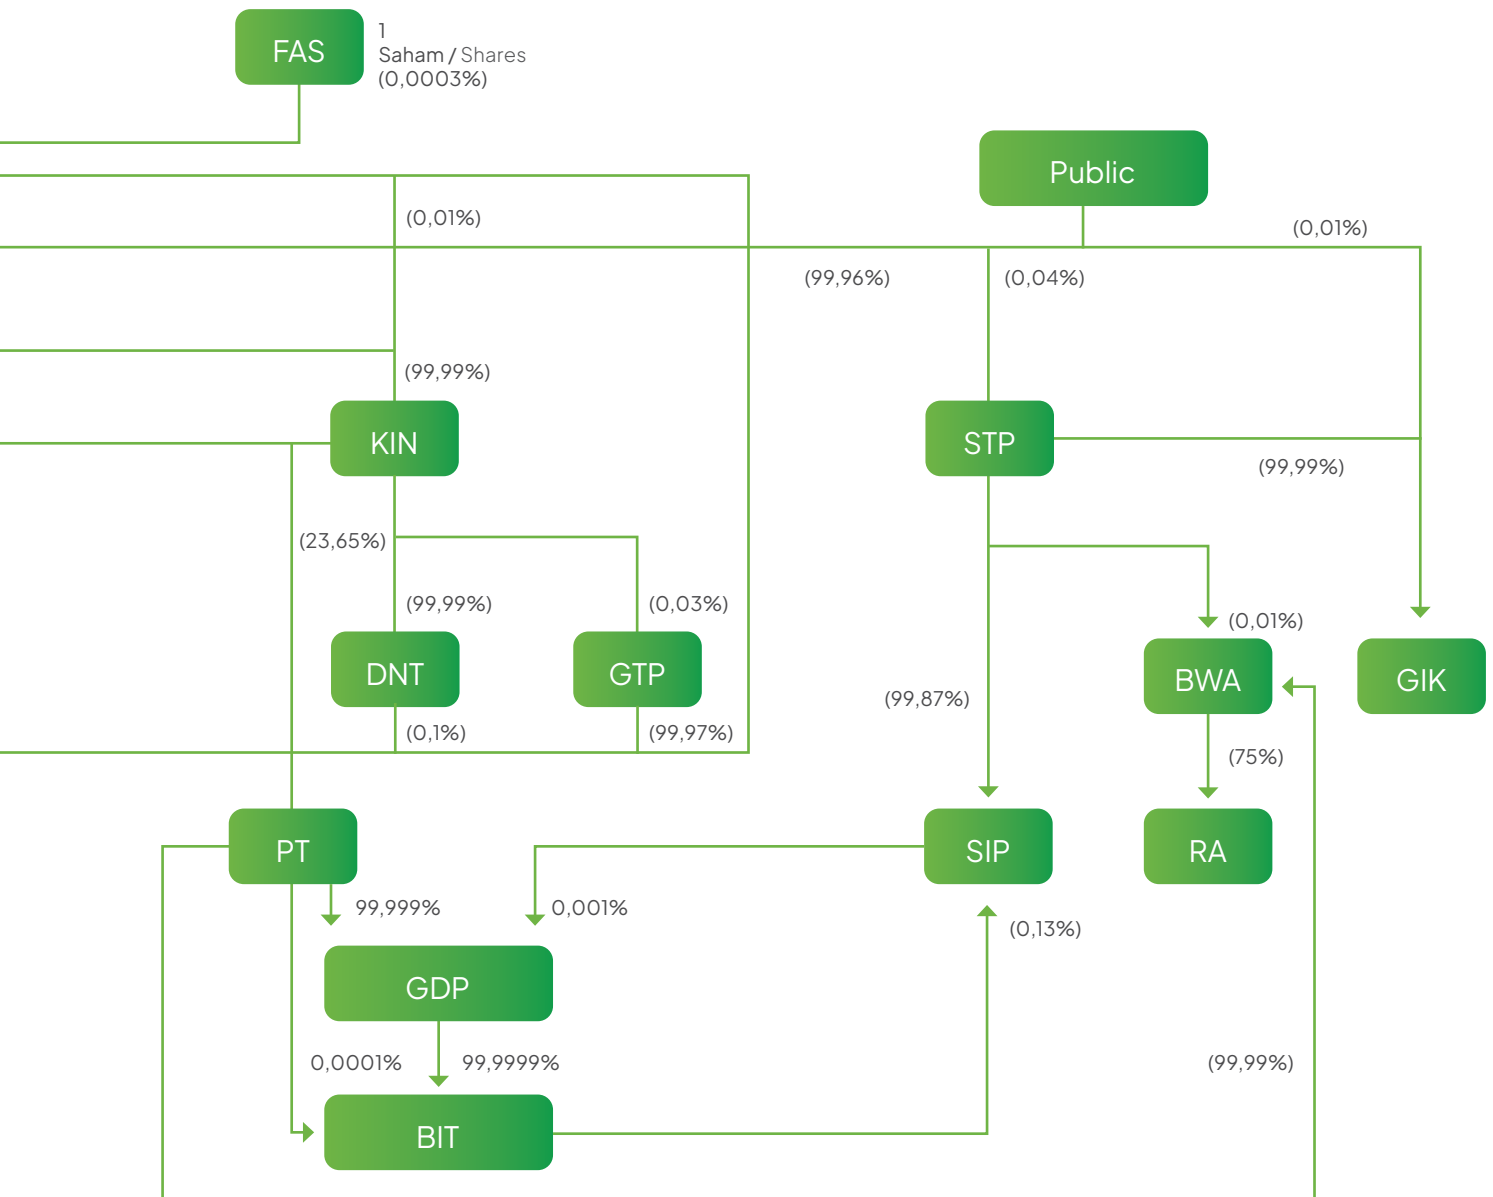 FAS
1
Saham / Shares
(0,0003%)
Public
(0,01%)
(0,01%)
(99,96%)
(0,04%)
(99,99%)
KIN
STP
(99,99%)
(23,65%)
(99,99%)
(0,03%)
(0,01%)
DNT
GTP
BWA
GIK
(99,87%)
(0,1%)
(99,97%)
(75%)
PT
SIP
RA
99,999%
0,001%
(0,13%)
GDP
0,0001%
99,9999%
(99,99%)
BIT